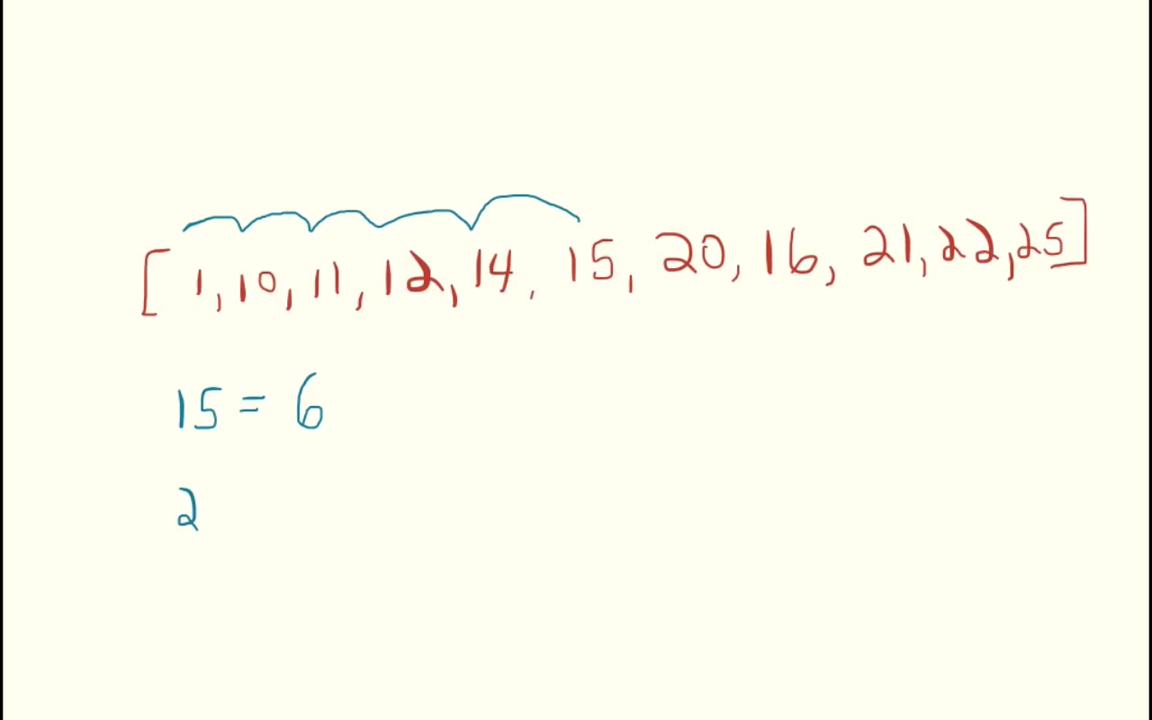 [1, 10, 11, 12, 14, 15, 20, 16, 21, 22, 25]
15 = 6
2